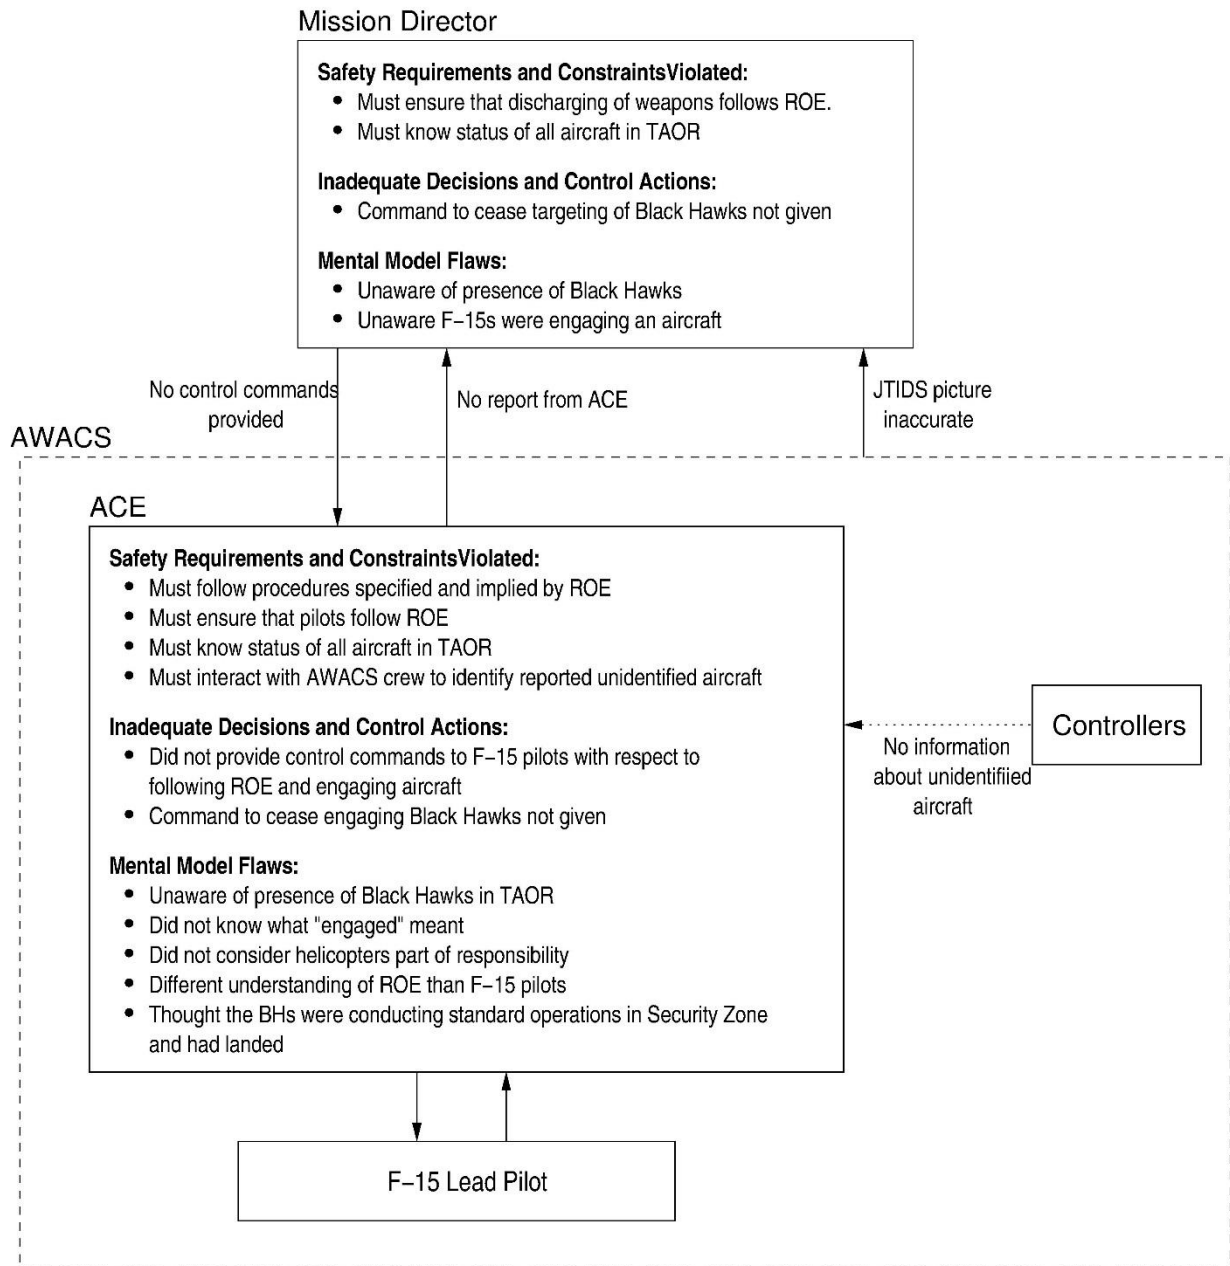 Mission Director
Safety Requirements and ConstraintsViolated:
• Must ensure that discharging of weapons follows ROE.
• Must know status of all aircraft in TAOR
Inadequate Decisions and Control Actions:
• Command to cease targeting of Black Hawks not given
Mental Model Flaws:
• Unaware of presence of Black Hawks
• Unaware F−15s were engaging an aircraft
No control commands
provided
No report from ACE
JTIDS picture
inaccurate
AWACS
ACE
Safety Requirements and ConstraintsViolated:
• Must follow procedures specified and implied by ROE
• Must ensure that pilots follow ROE
• Must know status of all aircraft in TAOR
• Must interact with AWACS crew to identify reported unidentified aircraft
Inadequate Decisions and Control Actions:
• Did not provide control commands to F−15 pilots with respect to
following ROE and engaging aircraft
• Command to cease engaging Black Hawks not given
Mental Model Flaws:
• Unaware of presence of Black Hawks in TAOR
• Did not know what "engaged" meant
• Did not consider helicopters part of responsibility
• Different understanding of ROE than F−15 pilots
• Thought the BHs were conducting standard operations in Security Zone
and had landed
Controllers
No information
about unidentifiied
aircraft
F−15 Lead Pilot